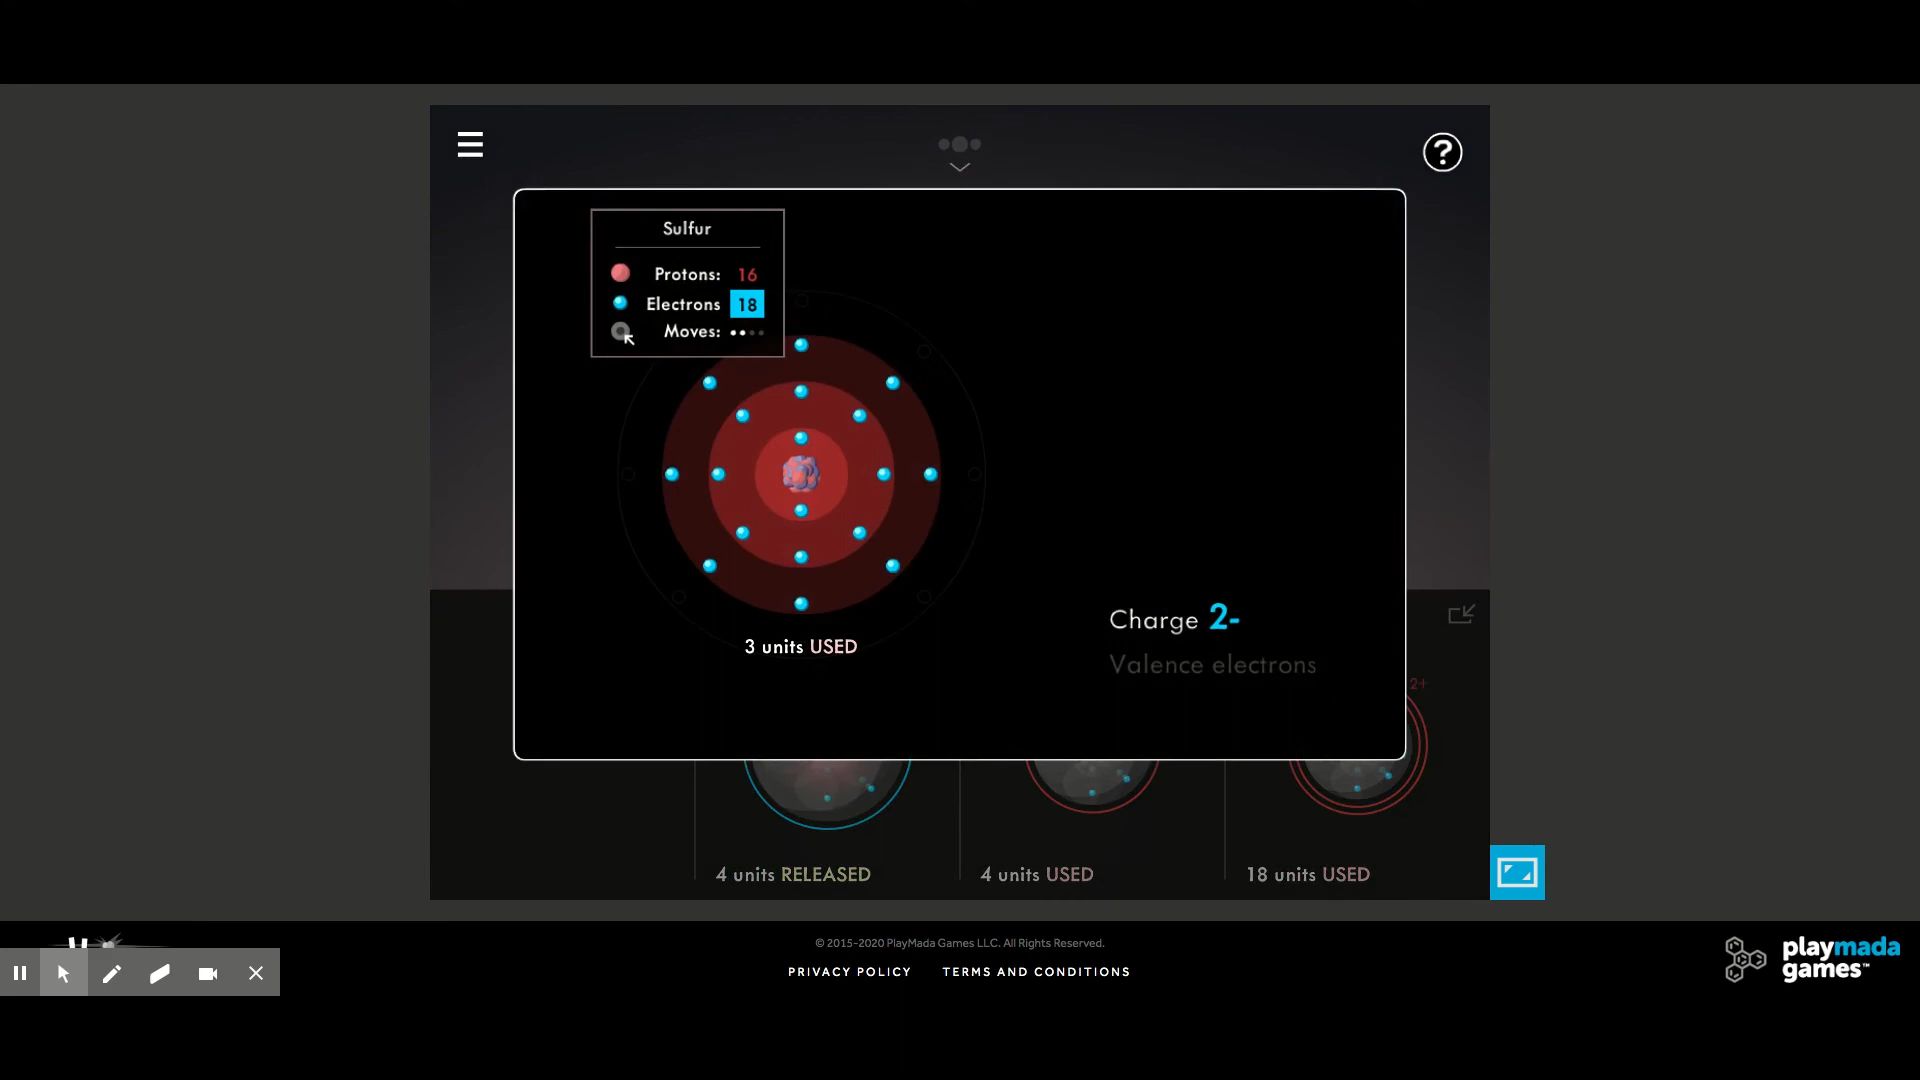 ?
Sulfur
Protons: 16
Electrons 18
Moves:
3 units USED
Charge 2-
Valence electrons
2+
4 units RELEASED
4 units USED
18 units USED
© 2015-2020 PlayMada Games LLC. All Rights Reserved.
PRIVACY POLICY TERMS AND CONDITIONS
playmada
games™